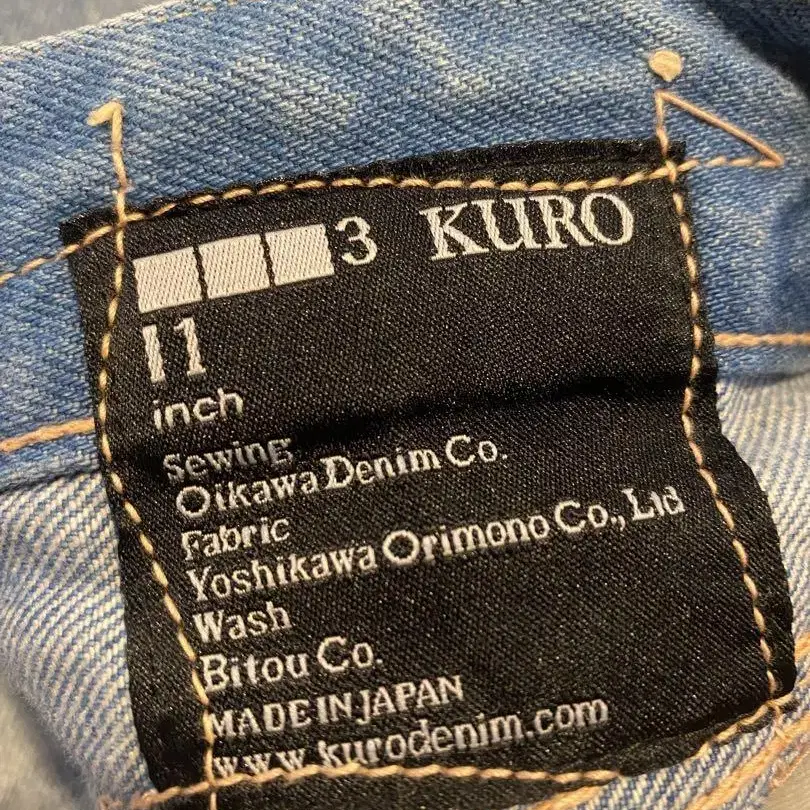 3 KURO
1
inch
Sewing
Oikawa Denim Co.
Fabric
Yoshikawa Orimono Co., Ltd
Wash
Bitou Co.
MADE IN JAPAN
www.kurodenim.com